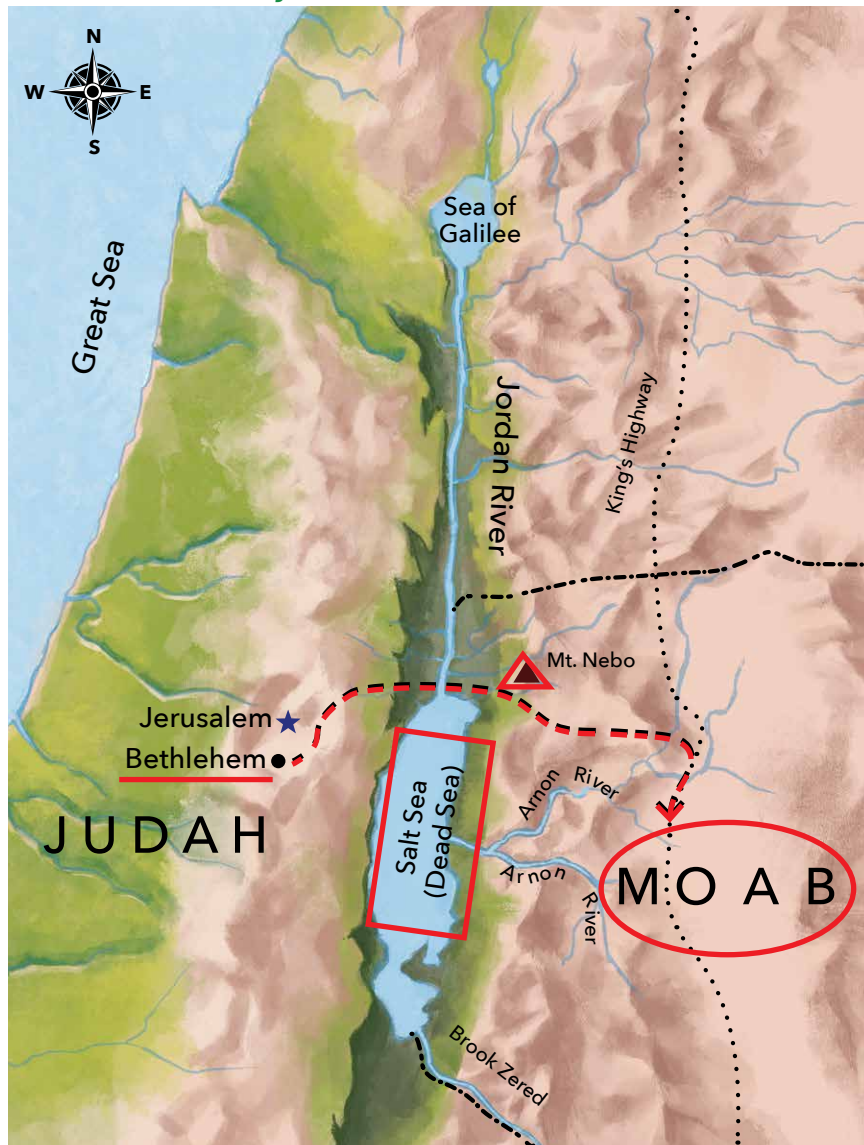 N
W
E
S
Sea of
Galilee
Great Sea
Jordan River
King's Highway
Mt. Nebo
Jerusalem
Bethlehem
JUDAH
Salt Sea
(Dead Sea)
Arnon River
Arnon River
MOAB
Brook Zered